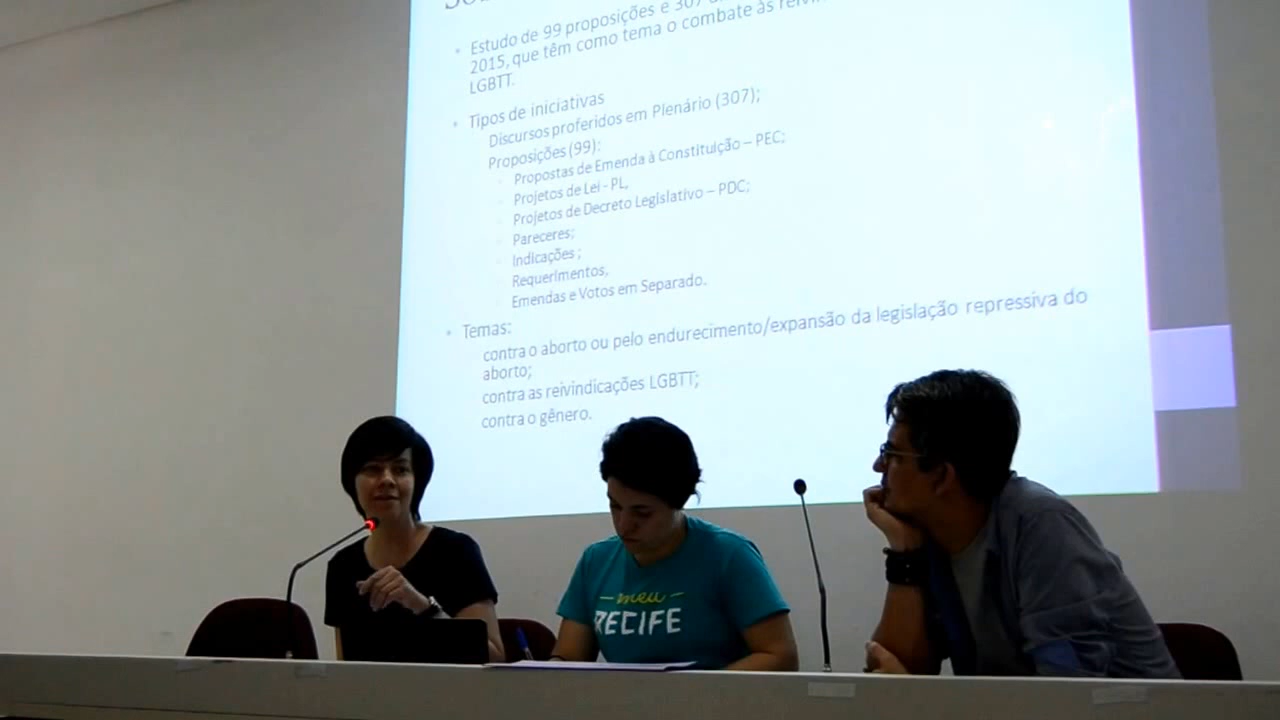 Estudo de 99 proposições e 307
2015, que têm como tema o combate às
LGBTT.
Tipos de iniciativas
Discursos proferidos em Plenário (307);
Proposições (99):
Propostas de Emenda à Constituição – PEC;
Projetos de Lei - PL,
Projetos de Decreto Legislativo – PDC;
Pareceres;
Indicações ;
Requerimentos,
Emendas e Votos em Separado.
Temas:
contra o aborto ou pelo endurecimento/expansão da legislação repressiva do
aborto;
contra as reivindicações LGBTT;
contra o gênero.
meu
RECIFE